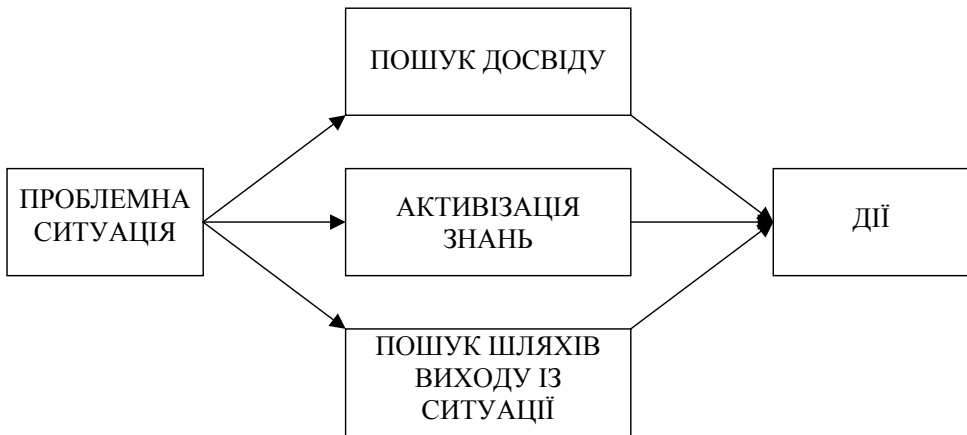 ПОШУК ДОСВІДУ
ПРОБЛЕМНА
СИТУАЦІЯ
АКТИВІЗАЦІЯ
ЗНАНЬ
ДІЇ
ПОШУК ШЛЯХІВ
ВИХОДУ ІЗ
СИТУАЦІЇ